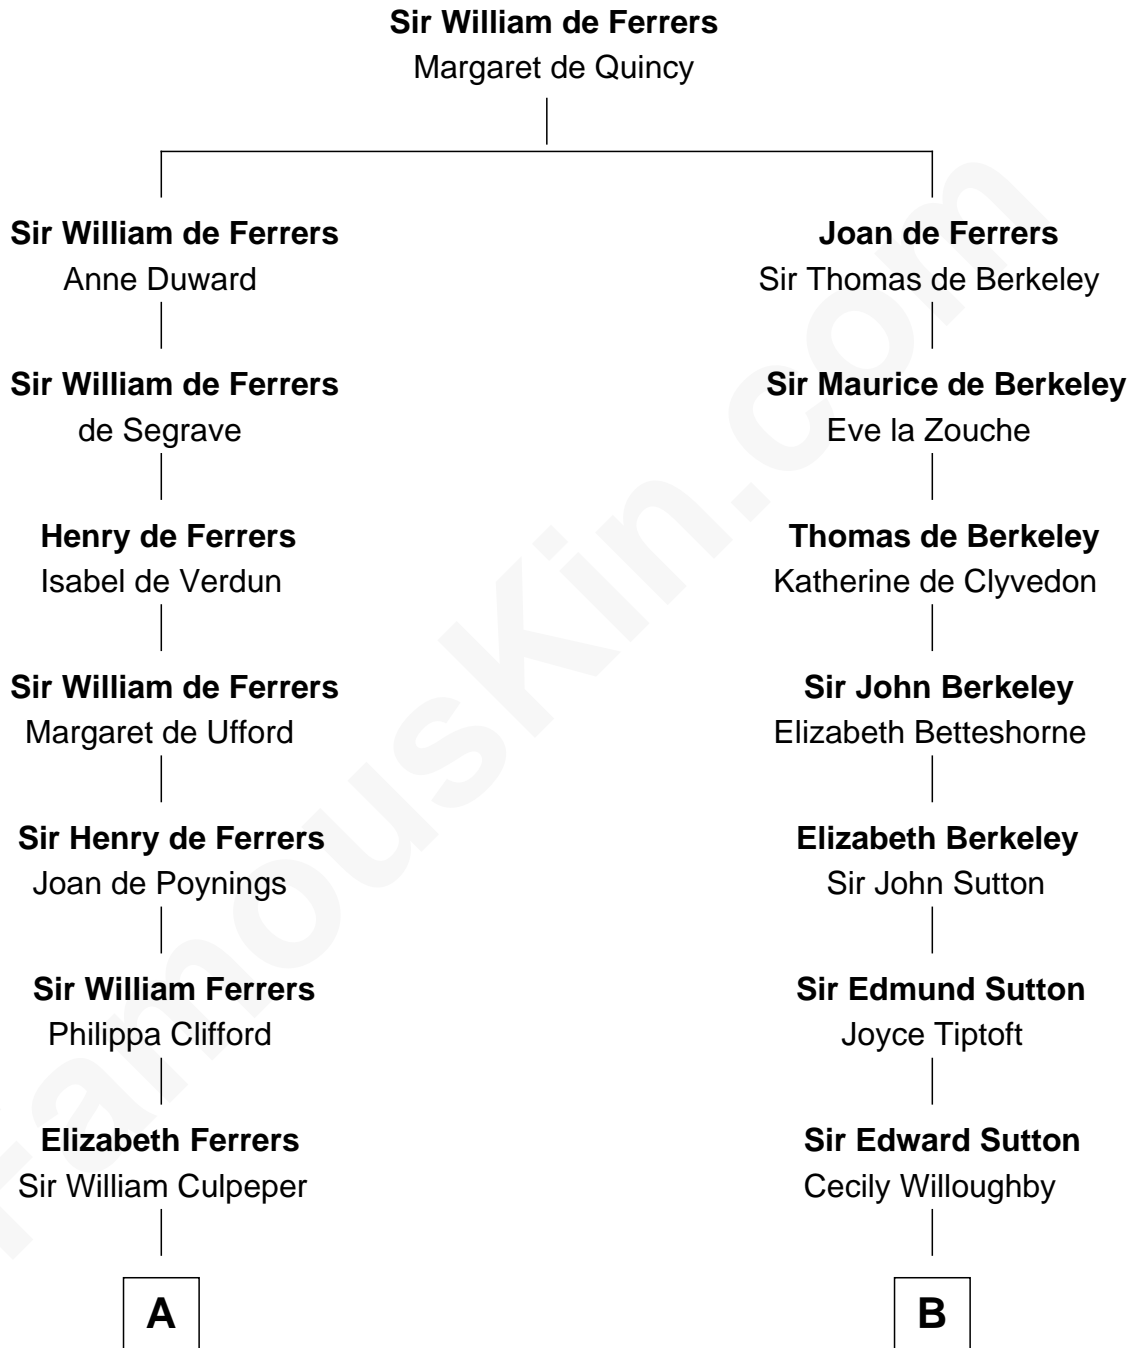 Sir William de Ferrers
Margaret de Quincy
Sir William de Ferrers
Anne Duward
Sir William de Ferrers
de Segrave
Henry de Ferrers
Isabel de Verdun
Sir William de Ferrers
Margaret de Ufford
Sir Henry de Ferrers
Joan de Poynings
Sir William Ferrers
Philippa Clifford
Elizabeth Ferrers
Sir William Culpeper
A
Joan de Ferrers
Sir Thomas de Berkeley
Sir Maurice de Berkeley
Eve la Zouche
Thomas de Berkeley
Katherine de Clyvedon
Sir John Berkeley
Elizabeth Betteshorne
Elizabeth Berkeley
Sir John Sutton
Sir Edmund Sutton
Joyce Tiptoft
Sir Edward Sutton
Cecily Willoughby
B
FamousKin.com